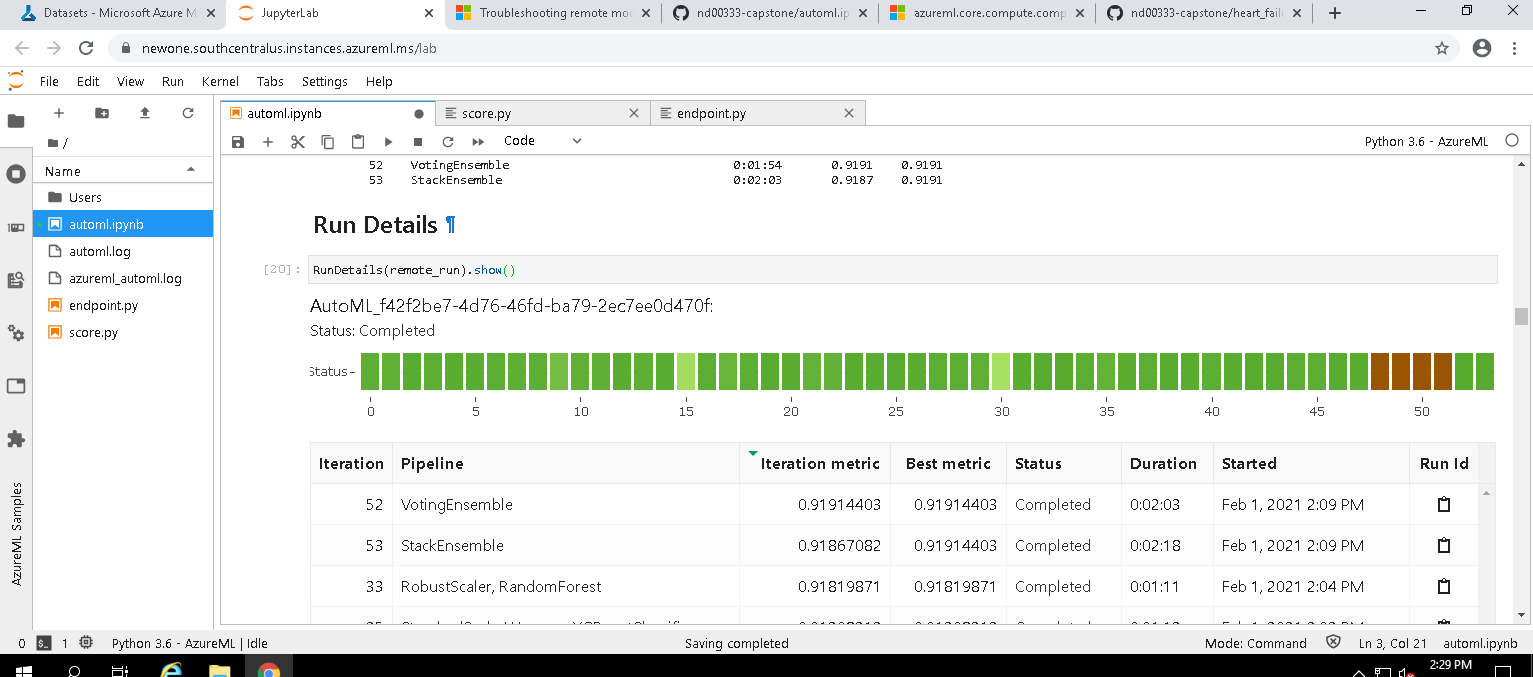 Datasets - Microsoft Azure M
JupyterLab
Troubleshooting remote mod
nd00333-capstone/automl.ip
azureml.core.compute.comp
nd00333-capstone/heart_failu
newone.southcentralus.instances.azureml.ms/lab
File Edit View Run Kernel Tabs Settings Help
automl.ipynb
score.py
endpoint.py
Code
Python 3.6 - AzureML
/
Name
Users
automl.ipynb
automl.log
azureml_automl.log
endpoint.py
score.py
AzureML Samples
52 VotingEnsemble 0:01:54 0.9191 0.9191
53 StackEnsemble 0:02:03 0.9187 0.9191
Run Details ¶
[20]: RunDetails(remote_run).show()
AutoML_f42f2be7-4d76-46fd-ba79-2ec7ee0d470f:
Status: Completed
Status-
0 5 10 15 20 25 30 35 40 45 50
Iteration Pipeline Iteration metric Best metric Status Duration Started Run Id
52 VotingEnsemble 0.91914403 0.91914403 Completed 0:02:03 Feb 1, 2021 2:09 PM
53 StackEnsemble 0.91867082 0.91914403 Completed 0:02:18 Feb 1, 2021 2:09 PM
33 RobustScaler, RandomForest 0.91819871 0.91819871 Completed 0:01:11 Feb 1, 2021 2:04 PM
0 1 Python 3.6 - AzureML | Idle Saving completed Mode: Command Ln 3, Col 21 automl.ipynb
2:29 PM